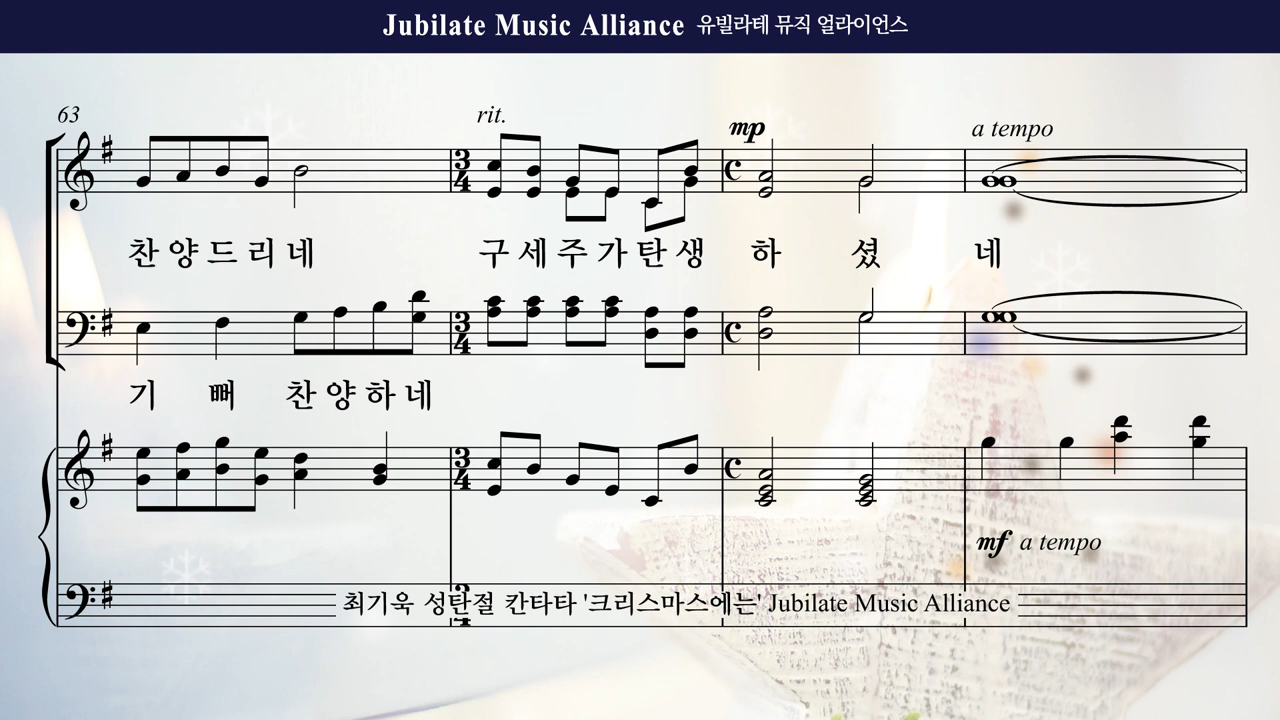 Jubilate Music Alliance 유빌라테 뮤직 얼라이언스
63 rit. mp a tempo
찬 양 드 리 네 구 세 주 가 탄 생 하 셨 네
기 뻐 찬 양 하 네
mf a tempo
최기욱 성탄절 칸타타 '크리스마스에는' Jubilate Music Alliance